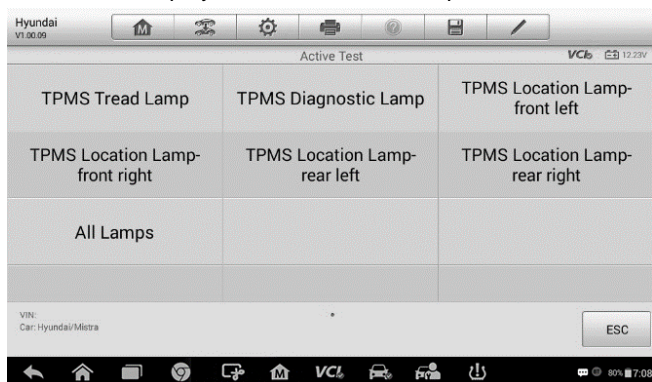 Hyundai
V1.00.09
M
Active Test
VCI
12.23V
TPMS Tread Lamp
TPMS Diagnostic Lamp
TPMS Location Lamp-
front left
TPMS Location Lamp-
front right
TPMS Location Lamp-
rear left
TPMS Location Lamp-
rear right
All Lamps
VIN:
Car: Hyundai/Mistra
ESC
M
VCI
80%
7:08